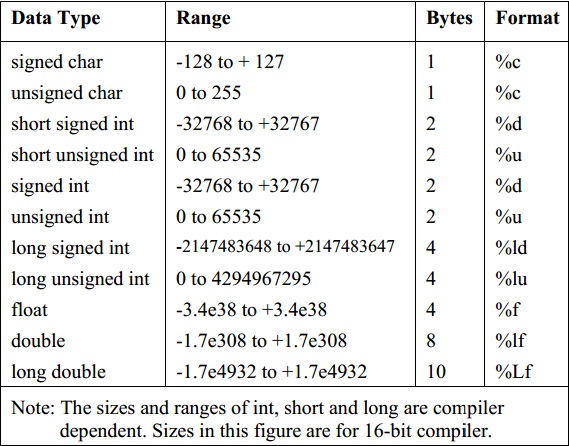 Data Type Range Bytes Format
signed char -128 to + 127 1 %c
unsigned char 0 to 255 1 %c
short signed int -32768 to +32767 2 %d
short unsigned int 0 to 65535 2 %u
signed int -32768 to +32767 2 %d
unsigned int 0 to 65535 2 %u
long signed int -2147483648 to +2147483647 4 %ld
long unsigned int 0 to 4294967295 4 %lu
float -3.4e38 to +3.4e38 4 %f
double -1.7e308 to +1.7e308 8 %lf
long double -1.7e4932 to +1.7e4932 10 %Lf
Note: The sizes and ranges of int, short and long are compiler
dependent. Sizes in this figure are for 16-bit compiler.